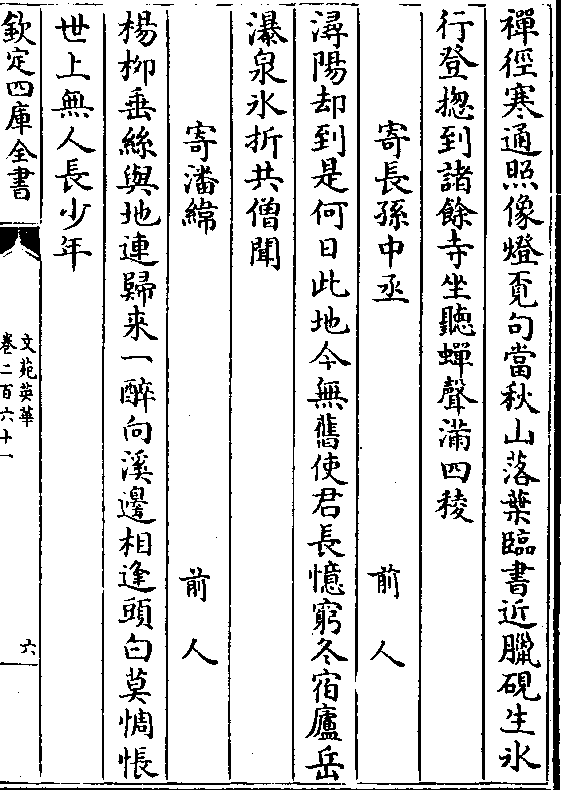 禪徑寒通照像燈覔句當秋山落葉臨書近臘硯生氷
行登揔到諸餘寺坐聽蟬聲滿四稜
寄長孫中丞 前人
潯陽却到是何日此地今無舊使君長憶窮冬宿廬岳
瀑泉氷折共僧聞
寄潘緯 前人
楊柳垂絲與地連歸来一醉向溪邊相逢頭白莫惆悵
世上無人長少年
欽定四庫全書
文苑英華
卷二百六十一
六